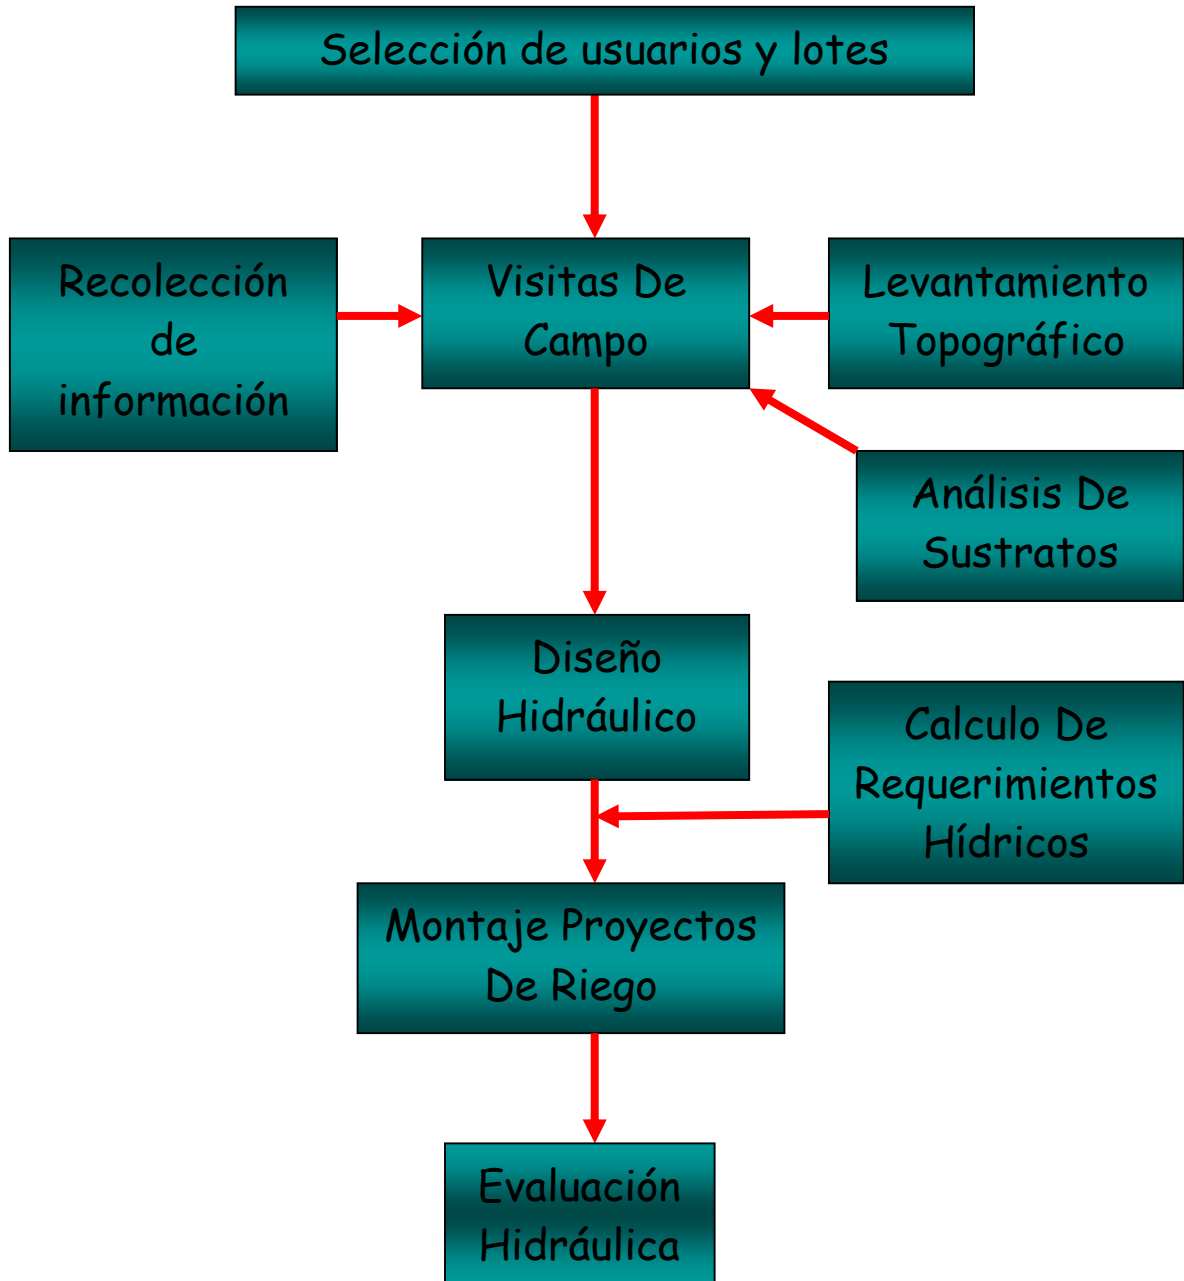 Selección de usuarios y lotes
Recolección
de
información
Visitas De
Campo
Levantamiento
Topográfico
Análisis De
Sustratos
Diseño
Hidráulico
Calculo De
Requerimientos
Hídricos
Montaje Proyectos
De Riego
Evaluación
Hidráulica